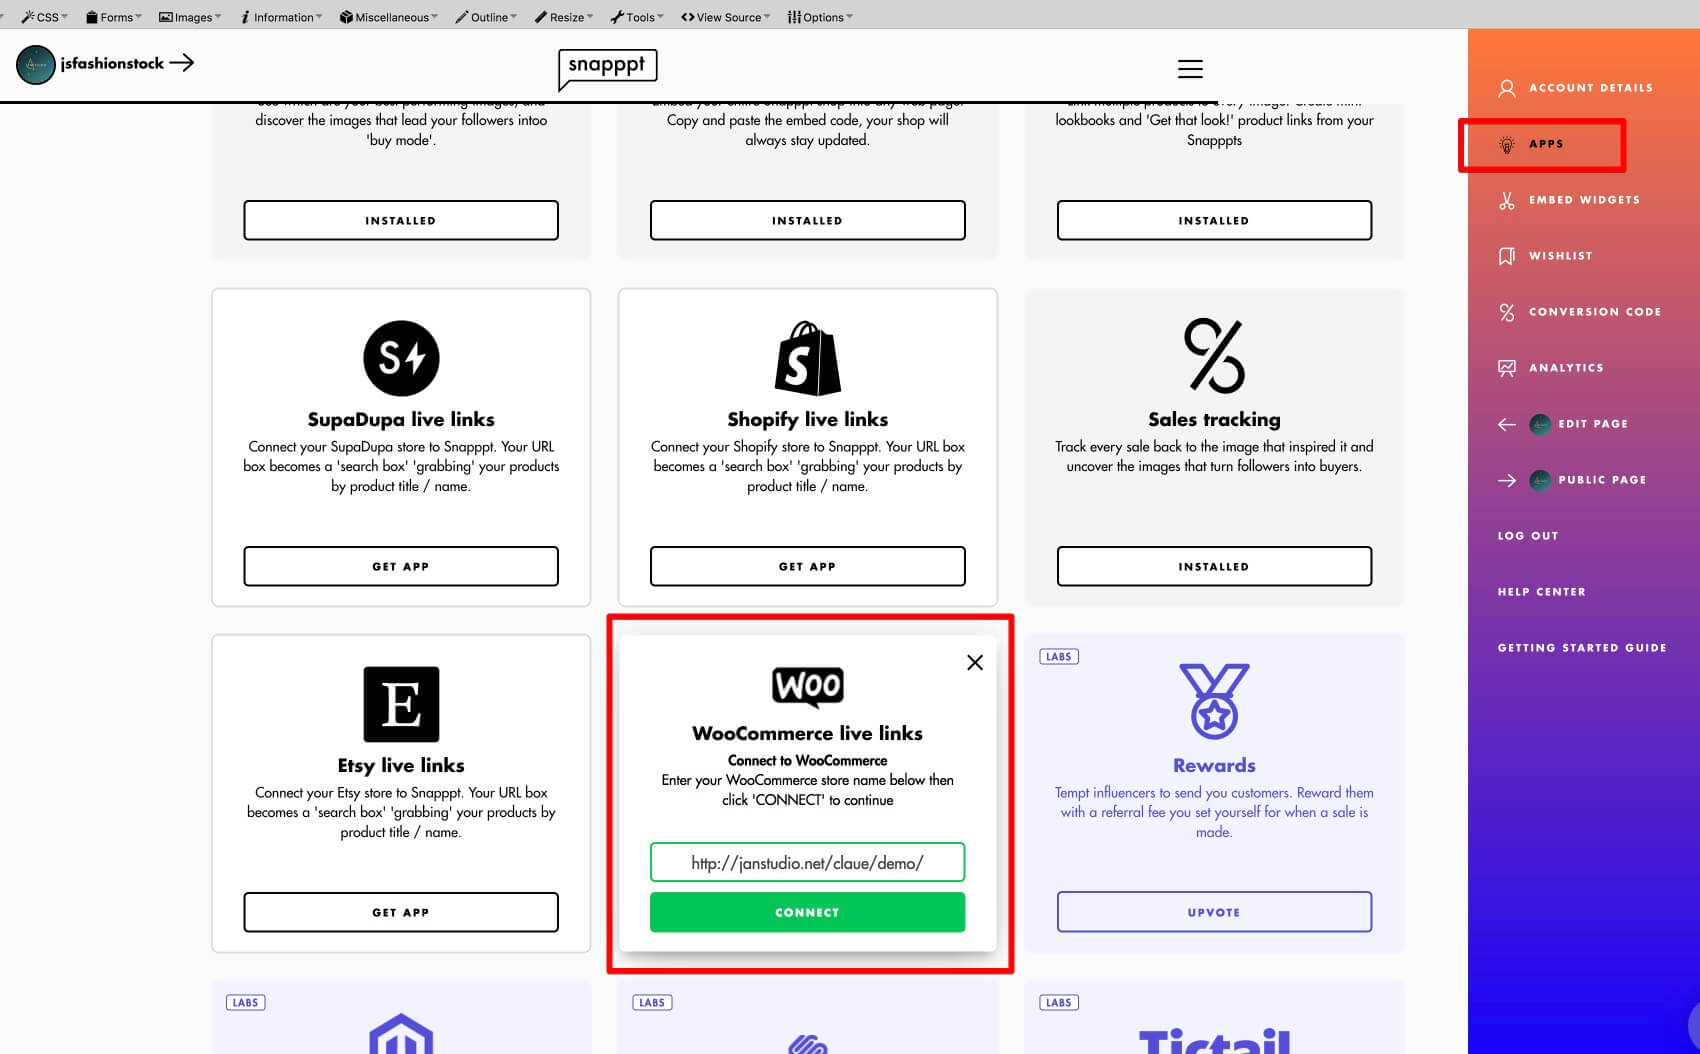 CSS Forms Images Information Miscellaneous Outline Resize Tools View Source Options
jsfashionstock
snapppt
discover the images that lead your followers intoo
'buy mode'.
INSTALLED
Copy and paste the embed code, your shop will
always stay updated.
INSTALLED
lookbooks and 'Get that look!' product links from your
Snapppts
INSTALLED
S
SupaDupa live links
Connect your SupaDupa store to Snapppt. Your URL
box becomes a 'search box' 'grabbing' your products
by product title / name.
GET APP
S
Shopify live links
Connect your Shopify store to Snapppt. Your URL box
becomes a 'search box' 'grabbing' your products by
product title / name.
GET APP
Sales tracking
Track every sale back to the image that inspired it and
uncover the images that turn followers into buyers.
INSTALLED
E
Etsy live links
Connect your Etsy store to Snapppt. Your URL box
becomes a 'search box' 'grabbing' your products by
product title / name.
GET APP
WOO
WooCommerce live links
Connect to WooCommerce
Enter your WooCommerce store name below then
click 'CONNECT' to continue
http://janstudio.net/claue/demo/
CONNECT
LABS
Rewards
Tempt influencers to send you customers. Reward them
with a referral fee you set yourself for when a sale is
made.
UPVOTE
LABS
LABS
LABS
Tictail
ACCOUNT DETAILS
APPS
EMBED WIDGETS
WISHLIST
CONVERSION CODE
ANALYTICS
EDIT PAGE
PUBLIC PAGE
LOG OUT
HELP CENTER
GETTING STARTED GUIDE